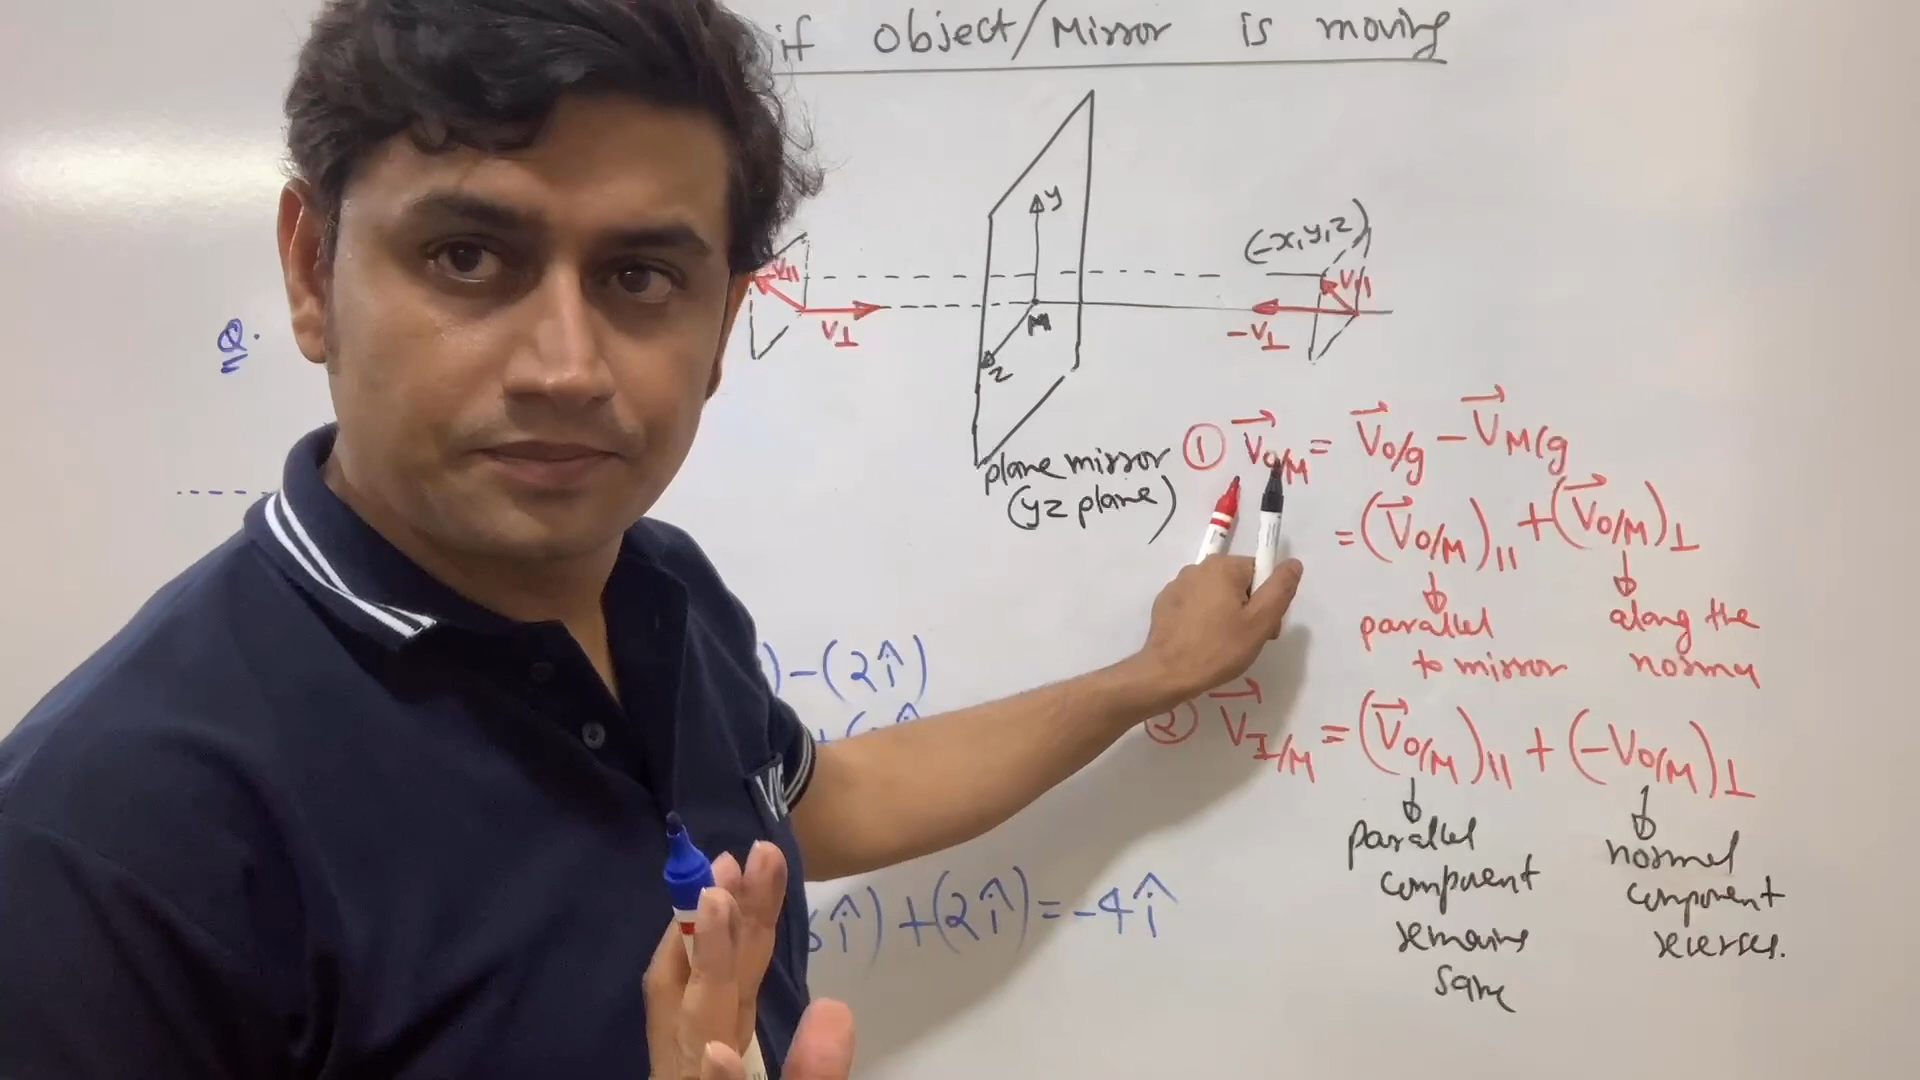 if object/Mirror is moving
y
(-x,y,z)
V||
V||
V⊥
-V⊥
M
z
Q.
plane mirror
(yz plane)
① V⃗O/M = V⃗O/g - V⃗M/g
= (V⃗O/M)|| + (V⃗O/M)⊥
parallel
to mirror
along the
)-(2î)
② V⃗I/M = (V⃗O/M)|| + (-VO/M)⊥
parallel
component
remains
same
normal
component
reverses.
î)+(2î)=-4î